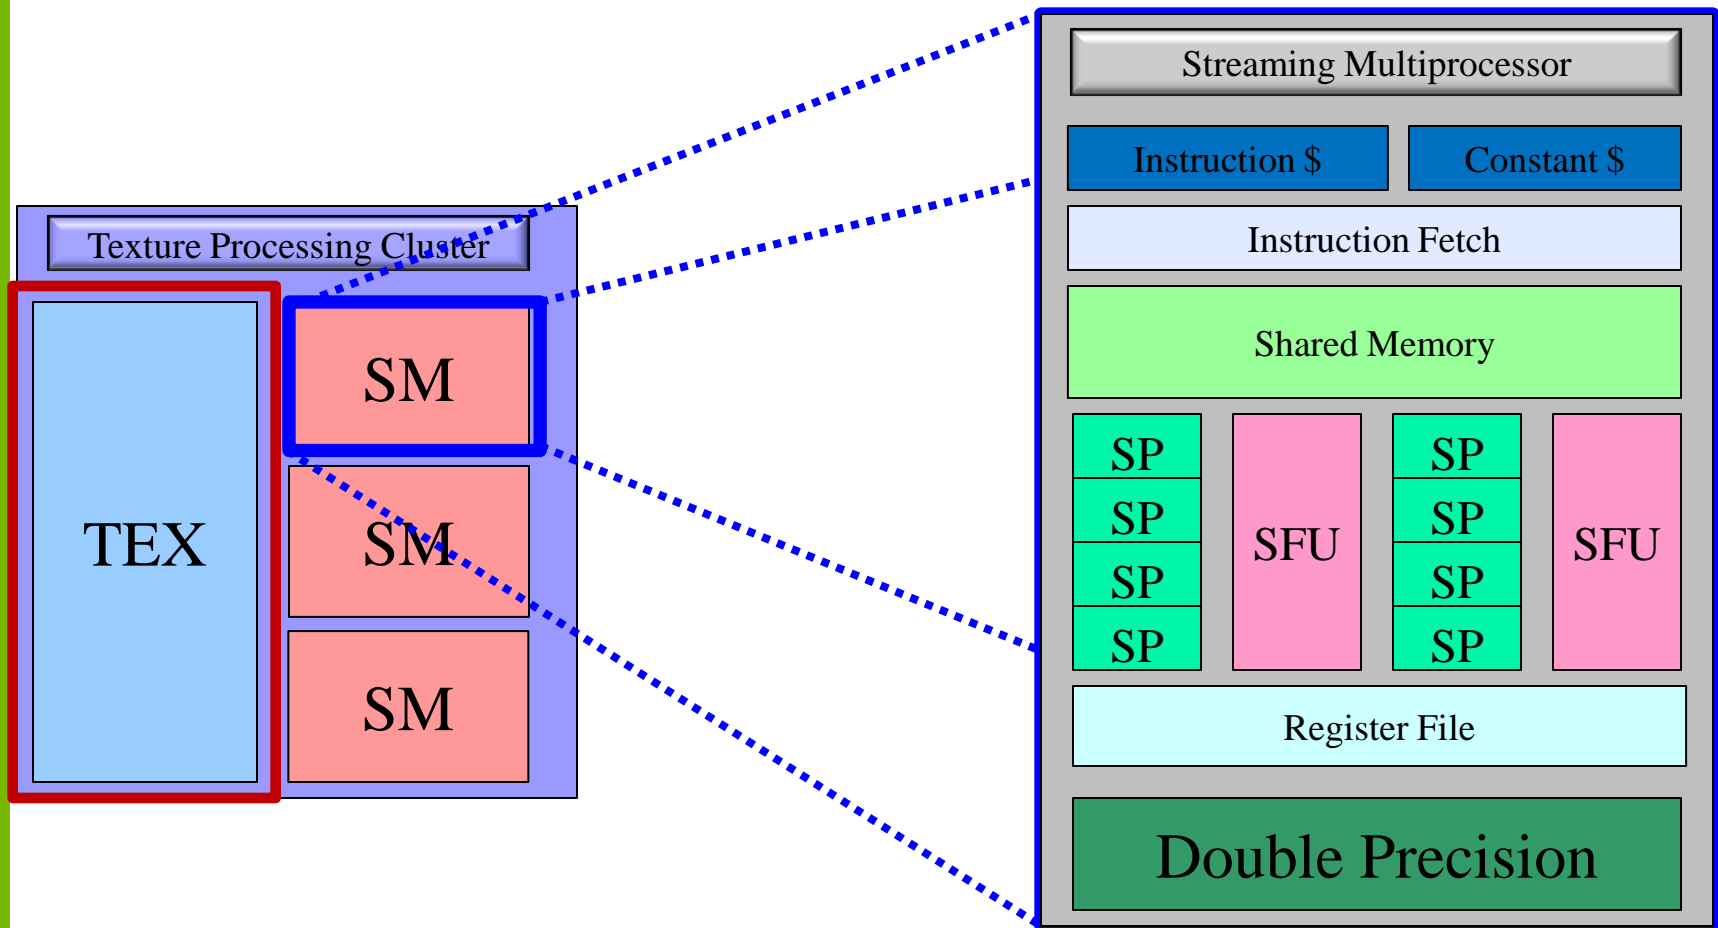 Texture Processing Cluster
TEX
SM
SM
SM
Streaming Multiprocessor
Instruction $
Constant $
Instruction Fetch
Shared Memory
SP
SP
SP
SP
SFU
SP
SP
SP
SP
SFU
Register File
Double Precision